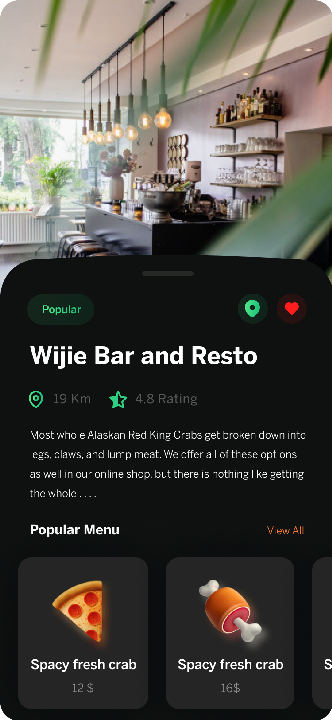 Popular
Wijie Bar and Resto
19 Km
4,8 Rating
Most whole Alaskan Red King Crabs get broken down into
legs, claws, and lump meat. We offer all of these options
as well in our online shop, but there is nothing like getting
the whole . . . .
Popular Menu
View All
Spacy fresh crab
12 $
Spacy fresh crab
16$
S